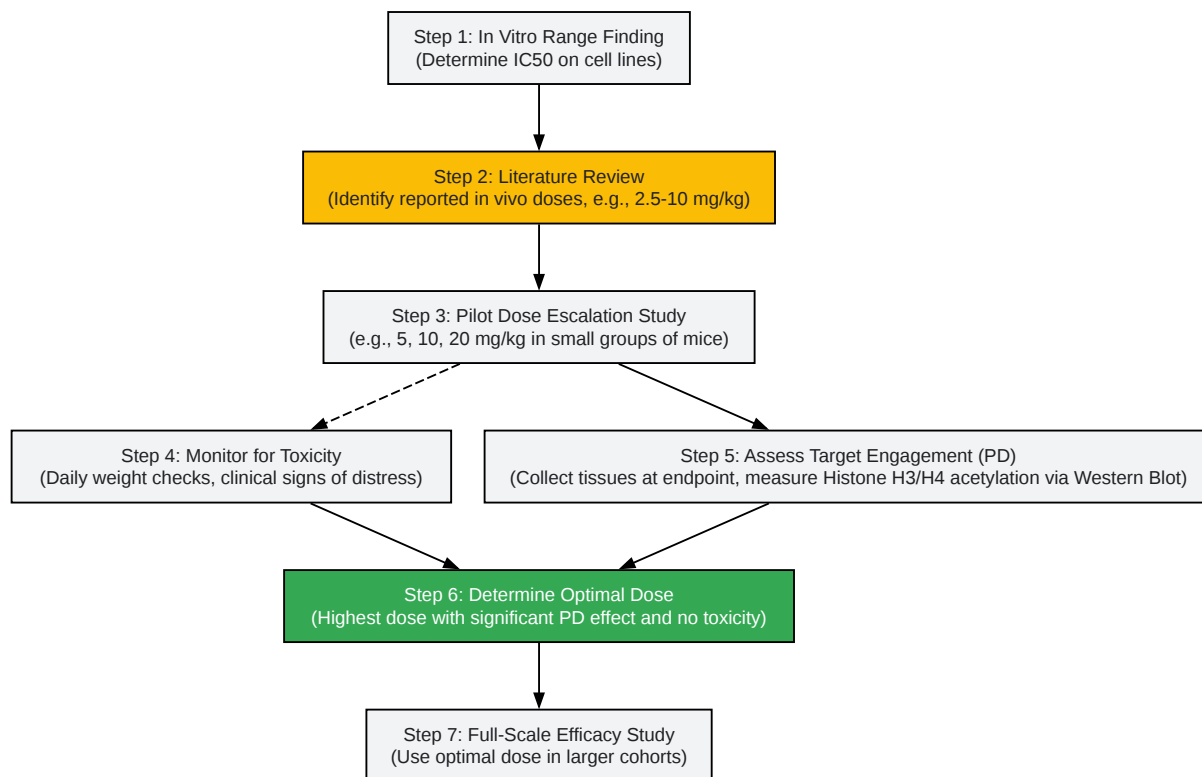 Step 1: In Vitro Range Finding
(Determine IC50 on cell lines)
Step 2: Literature Review
(Identify reported in vivo doses, e.g., 2.5-10 mg/kg)
Step 3: Pilot Dose Escalation Study
(e.g., 5, 10, 20 mg/kg in small groups of mice)
Step 4: Monitor for Toxicity
(Daily weight checks, clinical signs of distress)
Step 5: Assess Target Engagement (PD)
(Collect tissues at endpoint, measure Histone H3/H4 acetylation via Western Blot)
Step 6: Determine Optimal Dose
(Highest dose with significant PD effect and no toxicity)
Step 7: Full-Scale Efficacy Study
(Use optimal dose in larger cohorts)